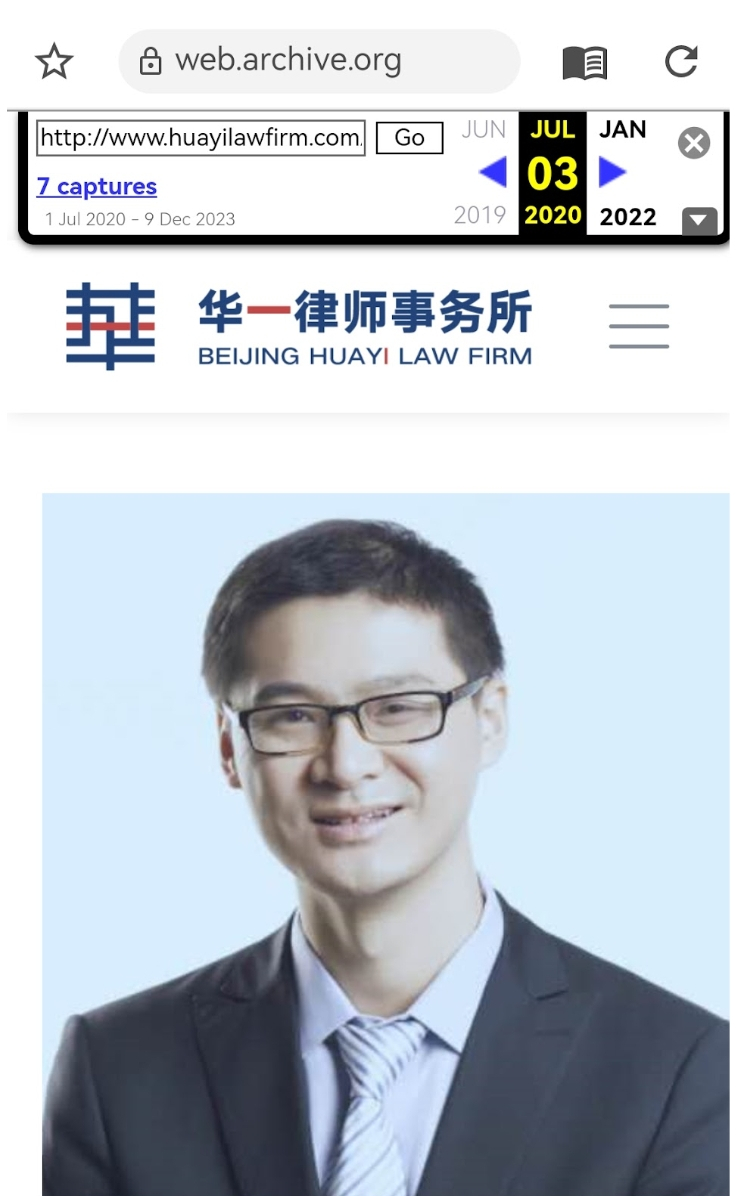 web.archive.org
http://www.huayilawfirm.com.
Go
JUN
JUL
JAN
7 captures
03
1 Jul 2020 – 9 Dec 2023
2019
2020
2022
华一律师事务所
BEIJING HUAYI LAW FIRM